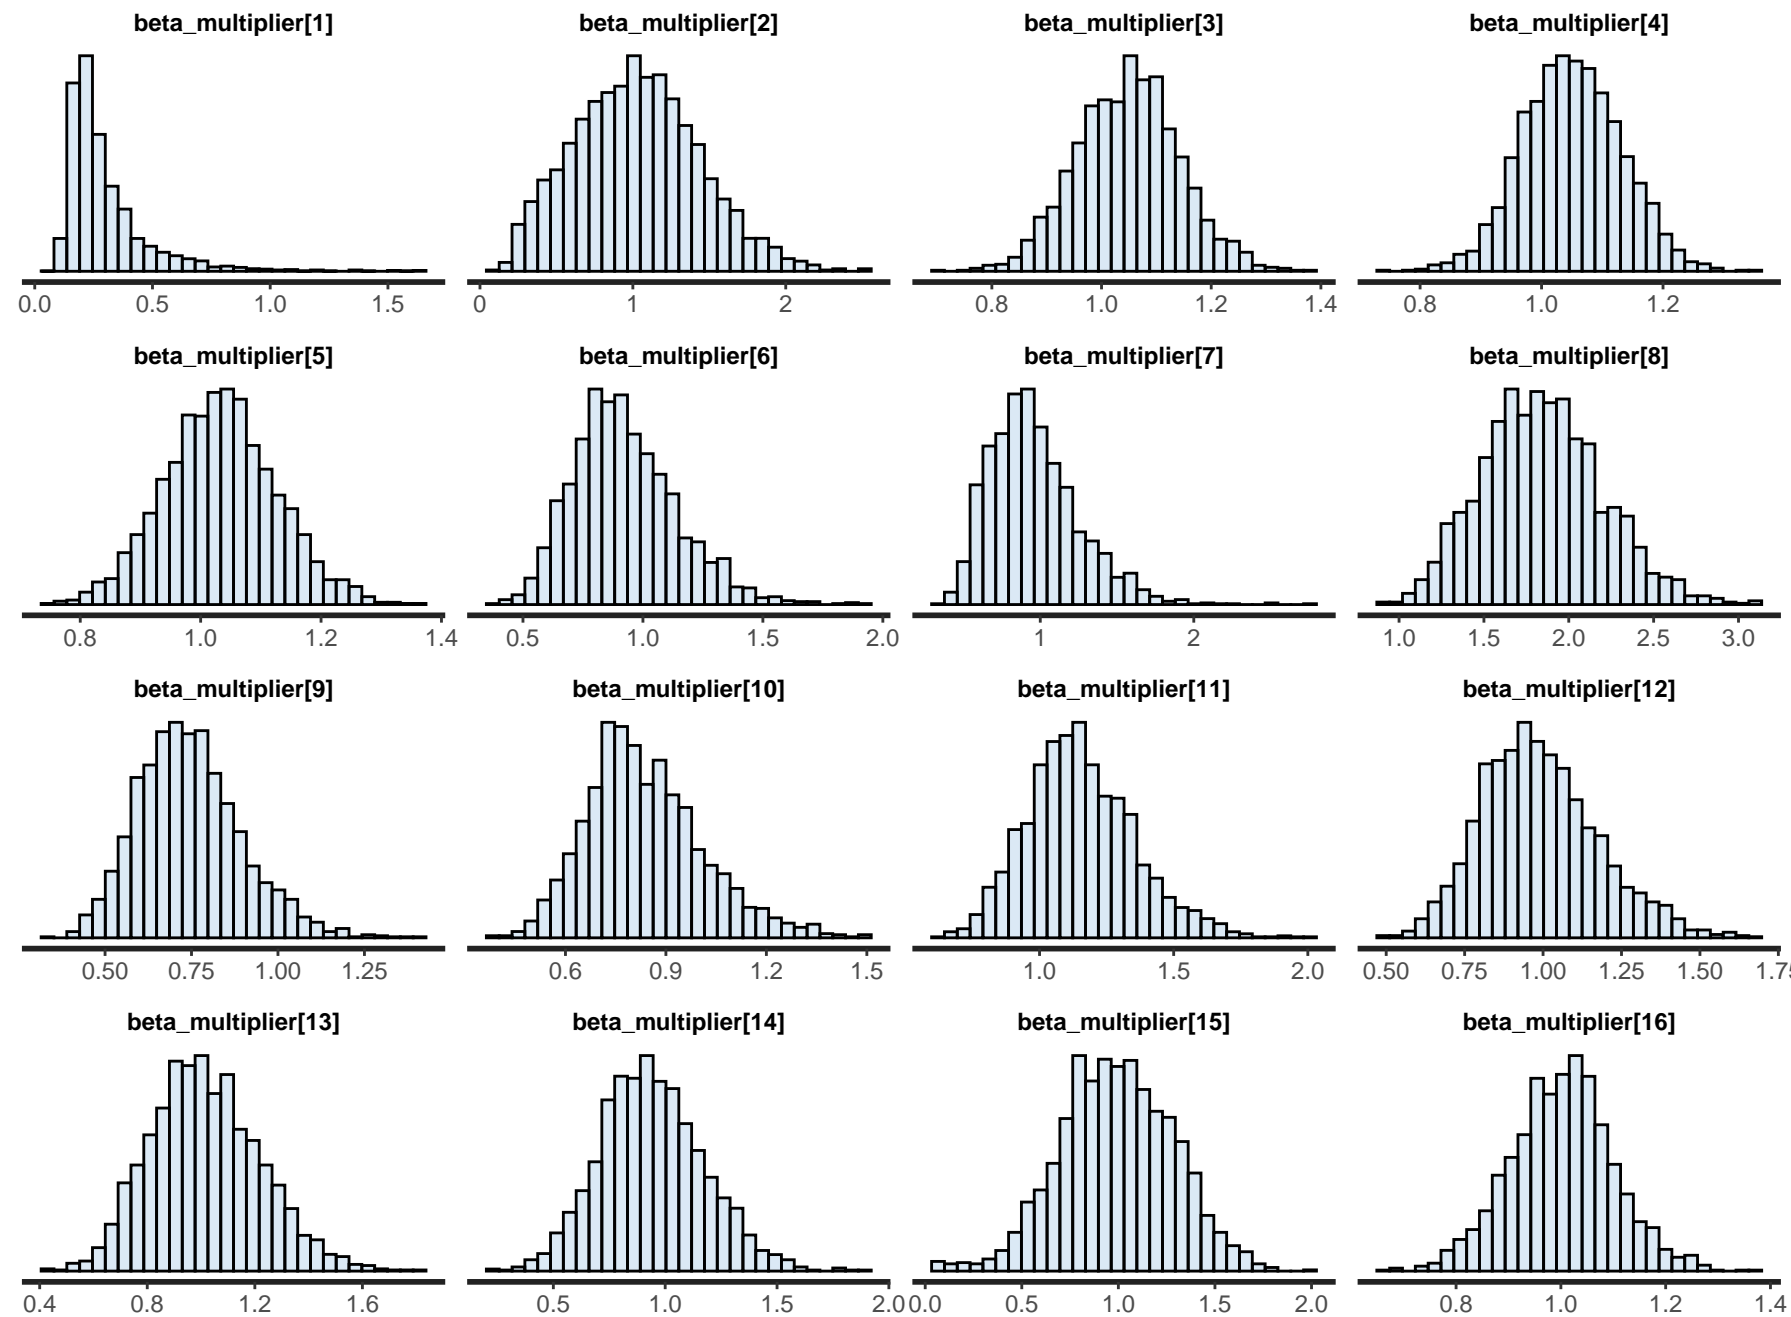 beta_multiplier[1] beta_multiplier[2] beta_multiplier[3] beta_multiplier[4]
0.0 0.5 1.0 1.5 0 1 2 0.8 1.0 1.2 1.4 0.8 1.0 1.2
beta_multiplier[5] beta_multiplier[6] beta_multiplier[7] beta_multiplier[8]
0.8 1.0 1.2 1.4 0.5 1.0 1.5 2.0 1 2 1.0 1.5 2.0 2.5 3.0
beta_multiplier[9] beta_multiplier[10] beta_multiplier[11] beta_multiplier[12]
0.50 0.75 1.00 1.25 0.6 0.9 1.2 1.5 1.0 1.5 2.0 0.50 0.75 1.00 1.25 1.50
beta_multiplier[13] beta_multiplier[14] beta_multiplier[15] beta_multiplier[16]
0.4 0.8 1.2 1.6 0.5 1.0 1.5 2.0 0.0 0.5 1.0 1.5 2.0 0.8 1.0 1.2 1.4